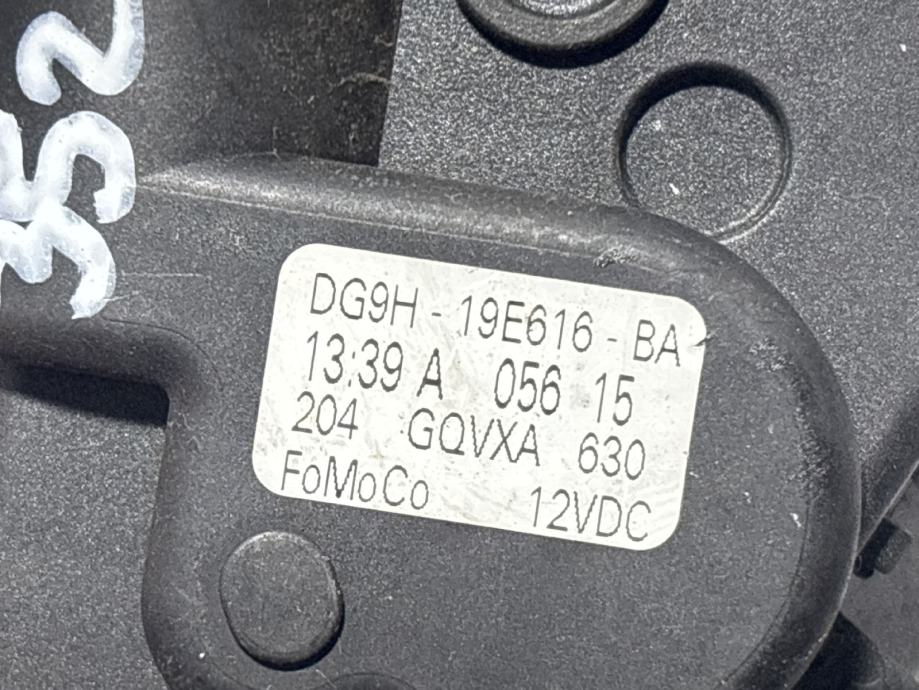 DG9H - 19E616 - BA
13:39 A 056 15
204 GQVXA 630
FoMoCo 12VDC